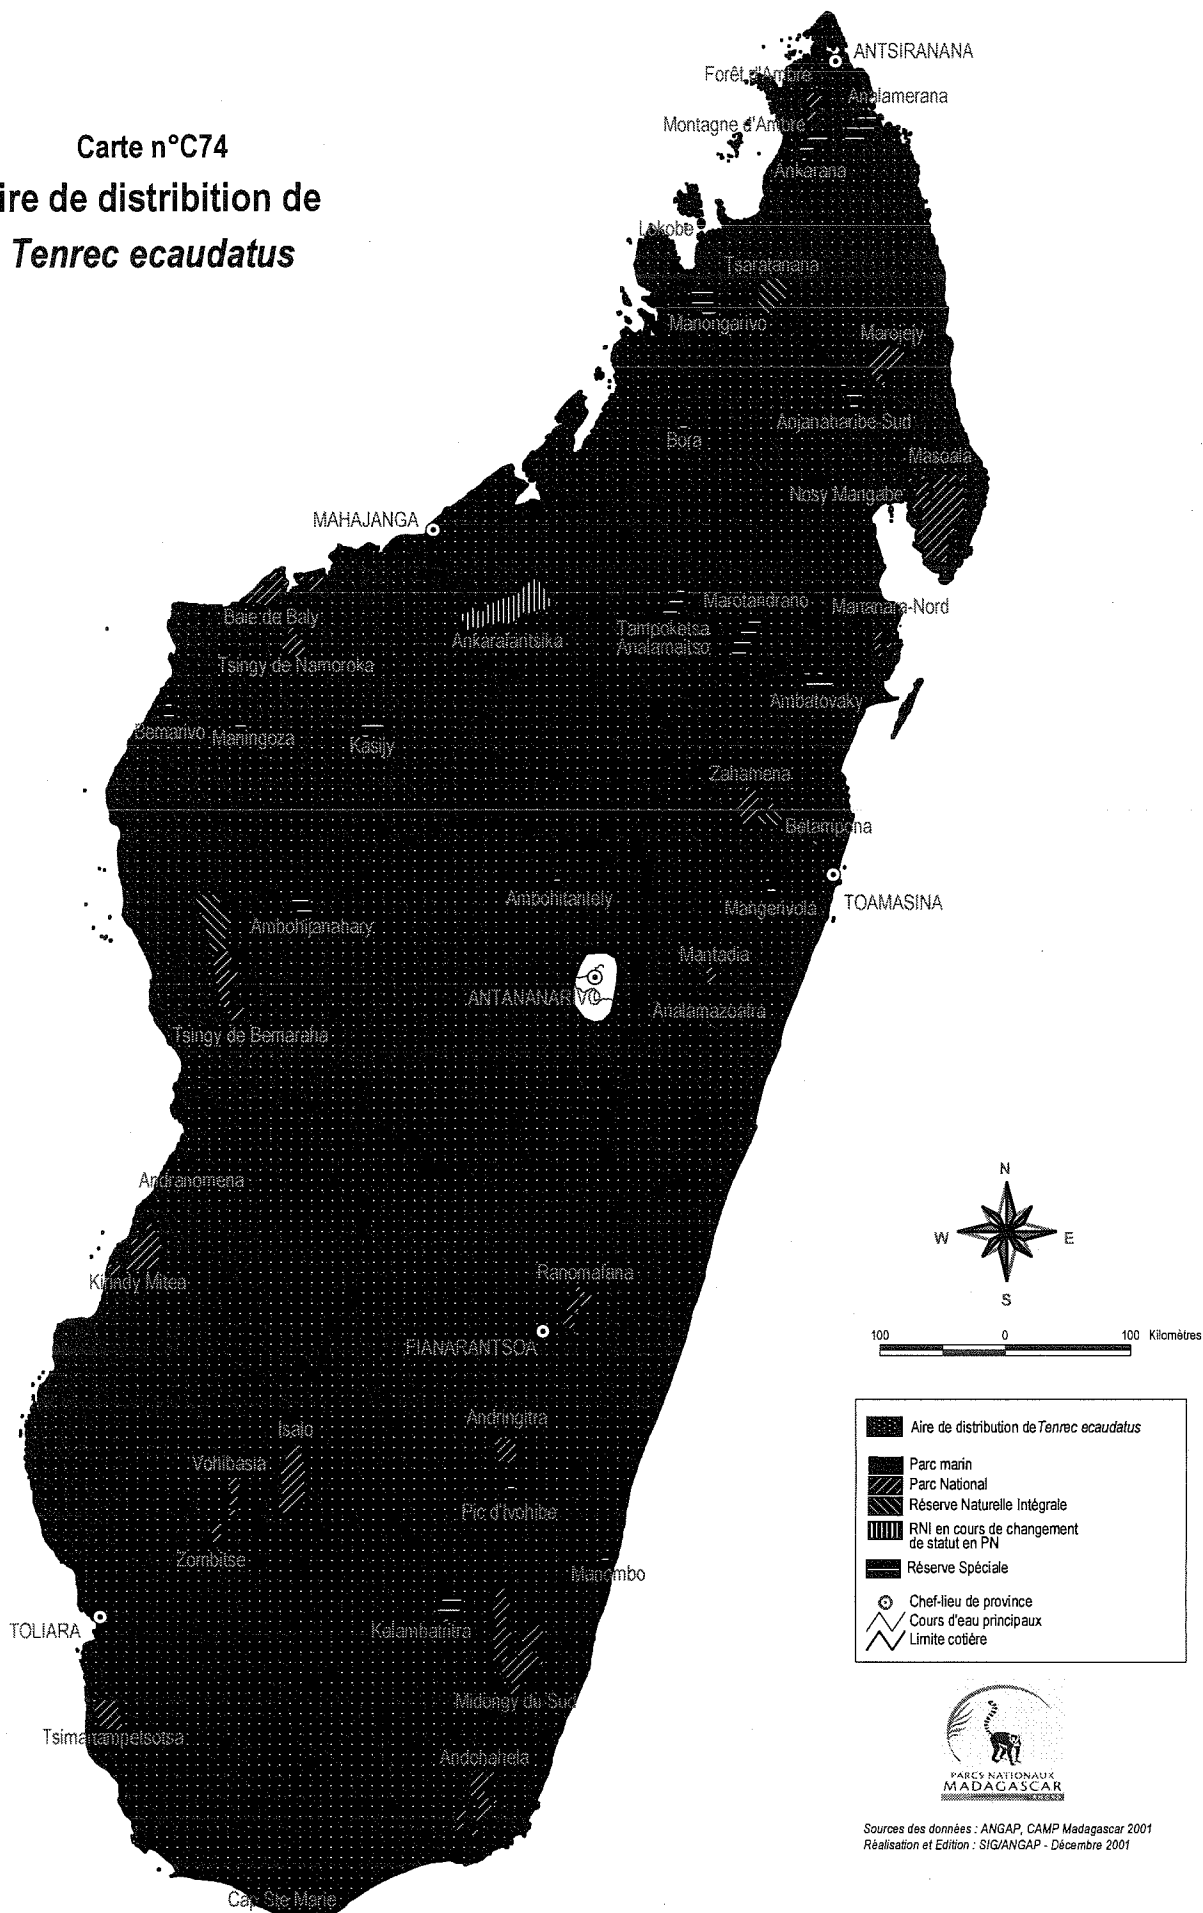 Carte n°C74
ire de distribition de
Tenrec ecaudatus
ANTSIRANANA
Forêt d'Ambre
Analamerana
Montagne d'Ambre
Ankarana
Lokobe
Tsaratanana
Manongarivo
Marojejy
Anjanaharibe-Sud
Bora
Masoala
Nosy Mangabe
MAHAJANGA
Marotandrano
Mananara-Nord
Baie de Baly
Ankarafantsika
Tampoketsa
Analamaitso
Tsingy de Namoroka
Ambatovaky
Bemarivo
Maningoza
Kasijy
Zahamena
Betampona
Ambohitantely
Mangerivola
TOAMASINA
Ambohijanahary
Mantadia
ANTANANARIVO
Analamazoatra
Tsingy de Bemaraha
Andranomena
N
W
E
S
Kirindy Mitea
Ranomafana
FIANARANTSOA
100
0
100 Kilomètres
Andringitra
Isalo
Vohibasia
Pic d'Ivohibe
Zombitse
Manombo
TOLIARA
Kalambatritra
Midongy du Sud
Tsimanampetsotsa
Andohahela
Cap Ste Marie
Aire de distribution de Tenrec ecaudatus
Parc marin
Parc National
Réserve Naturelle Intégrale
RNI en cours de changement
de statut en PN
Réserve Spéciale
Chef-lieu de province
Cours d'eau principaux
Limite cotière
PARCS NATIONAUX
MADAGASCAR
Sources des données : ANGAP, CAMP Madagascar 2001
Réalisation et Edition : SIG/ANGAP - Décembre 2001